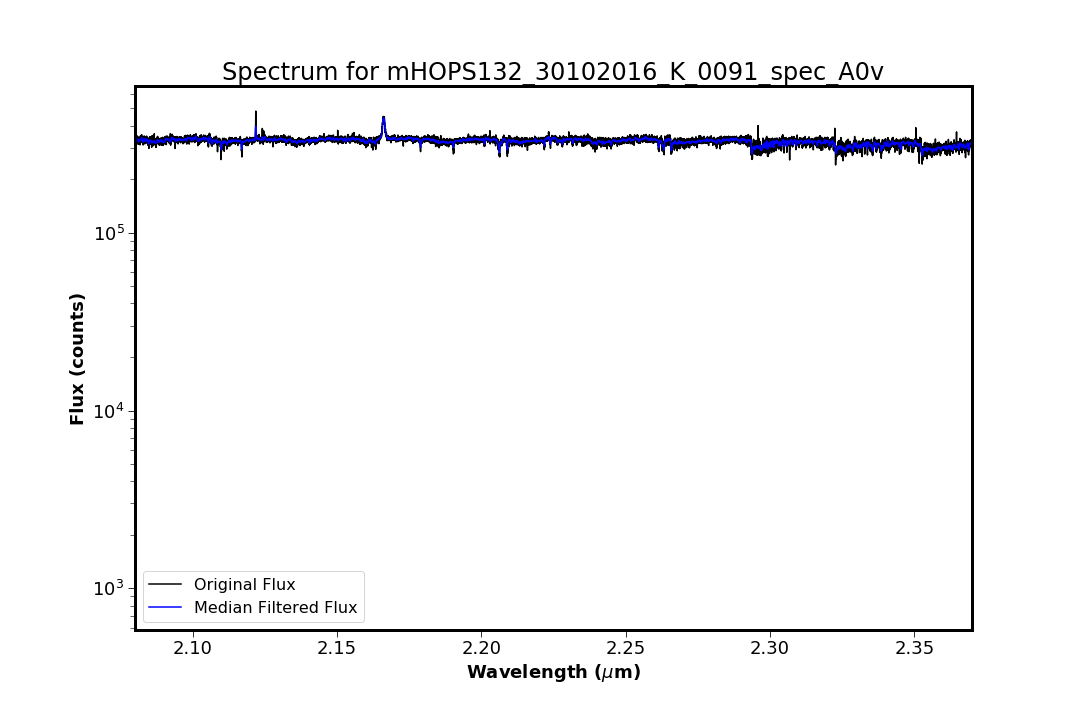 Spectrum for mHOPS132_30102016_K_0091_spec_A0v
Flux (counts)
10^5
10^4
10^3
Original Flux
Median Filtered Flux
2.10 2.15 2.20 2.25 2.30 2.35
Wavelength (μm)